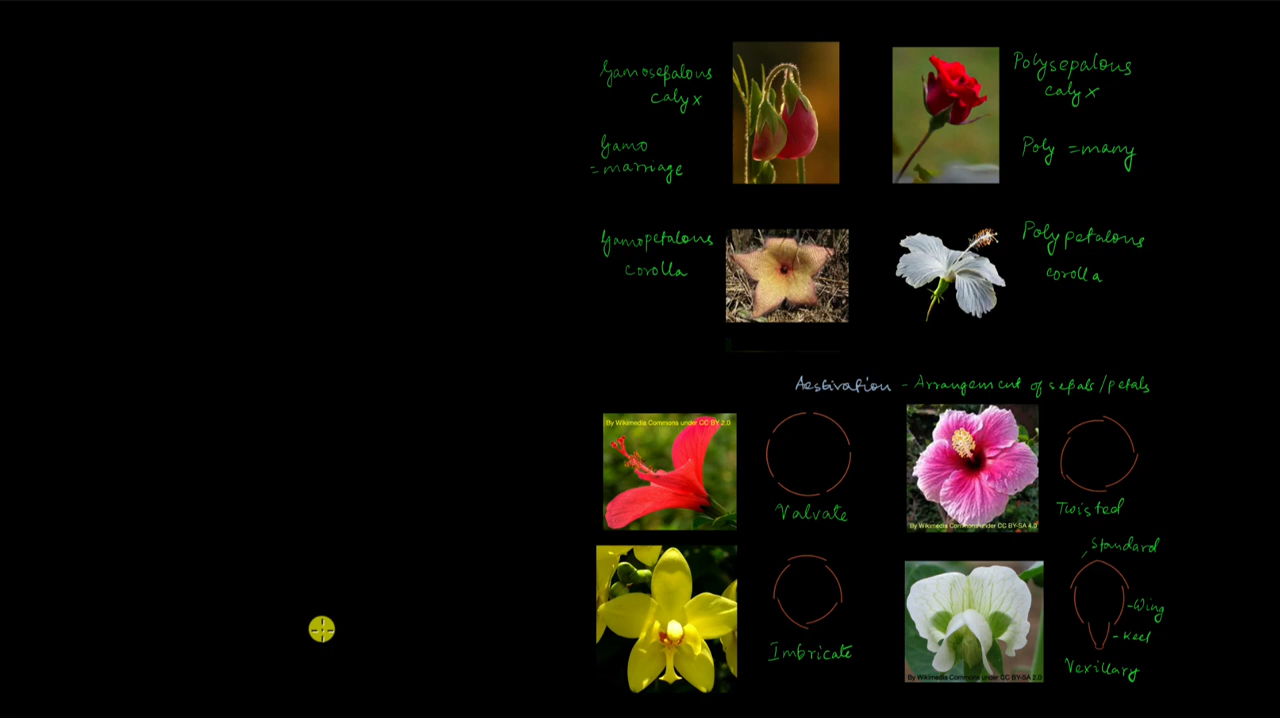 Gamosepalous
calyx
Gamo
= marriage
Polysepalous
calyx
Poly = many
Gamopetalous
corolla
Polypetalous
corolla
Aestivation - Arrangement of sepals/petals
By Wikimedia Commons under CC BY 2.0
Valvate
By Wikimedia Commons under CC BY-SA 4.0
Twisted
Imbricate
Standard
-Wing
- Keel
By Wikimedia Commons under CC BY-SA 2.0
Vexillary